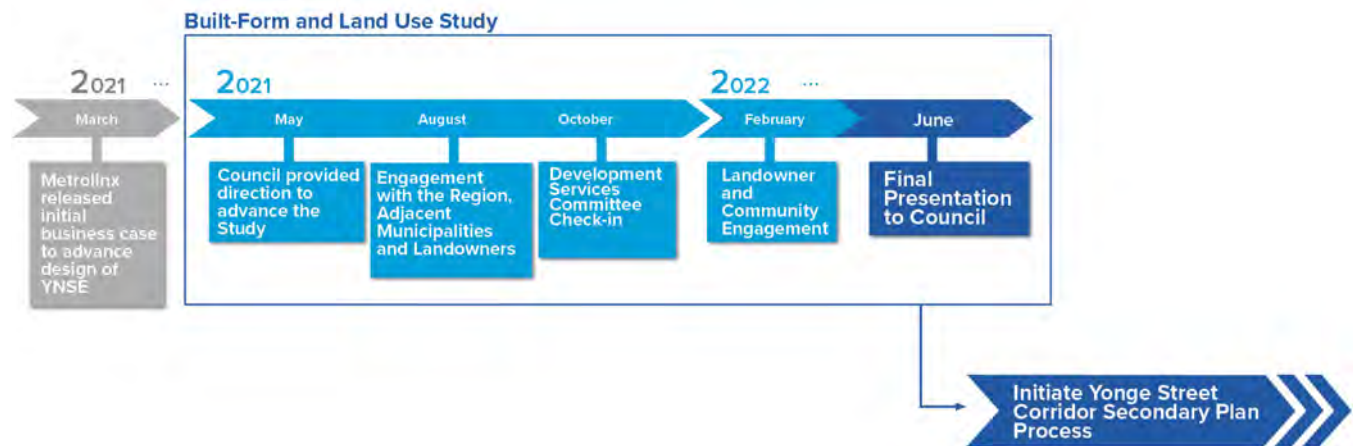 Built-Form and Land Use Study
2021 ...
2021
2022 ...
March
May
August
October
February
June
Metrolinx
released
initial
business case
to advance
design of
YNSE
Council provided
direction to
advance the
Study
Engagement
with the Region,
Adjacent
Municipalities
and Landowners
Development
Services
Committee
Check-in
Landowner
and
Community
Engagement
Final
Presentation
to Council
Initiate Yonge Street
Corridor Secondary Plan
Process